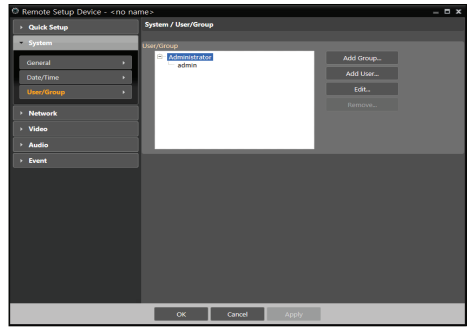 Remote Setup Device - <no name>
Quick Setup
System
General
Date/Time
User/Group
Network
Video
Audio
Event
System / User/Group
User/Group
Administrator
admin
Add Group...
Add User...
Edit...
Remove...
OK Cancel Apply